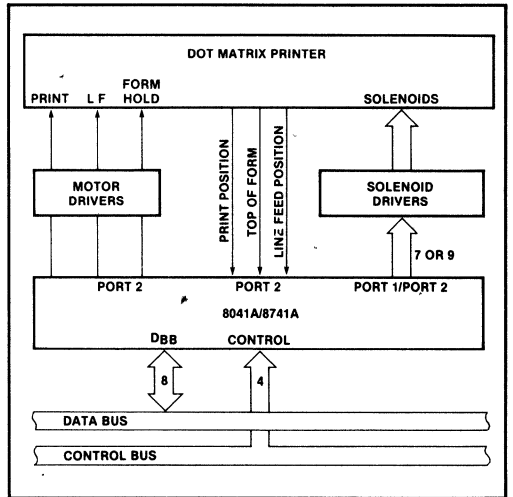 DOT MATRIX PRINTER
PRINT
L F
FORM
HOLD
SOLENOIDS
MOTOR
DRIVERS
PRINT POSITION
TOP OF FORM
LINE FEED POSITION
SOLENOID
DRIVERS
7 OR 9
PORT 2
PORT 2
PORT 1/PORT 2
8041A/8741A
DBB
CONTROL
8
4
DATA BUS
CONTROL BUS